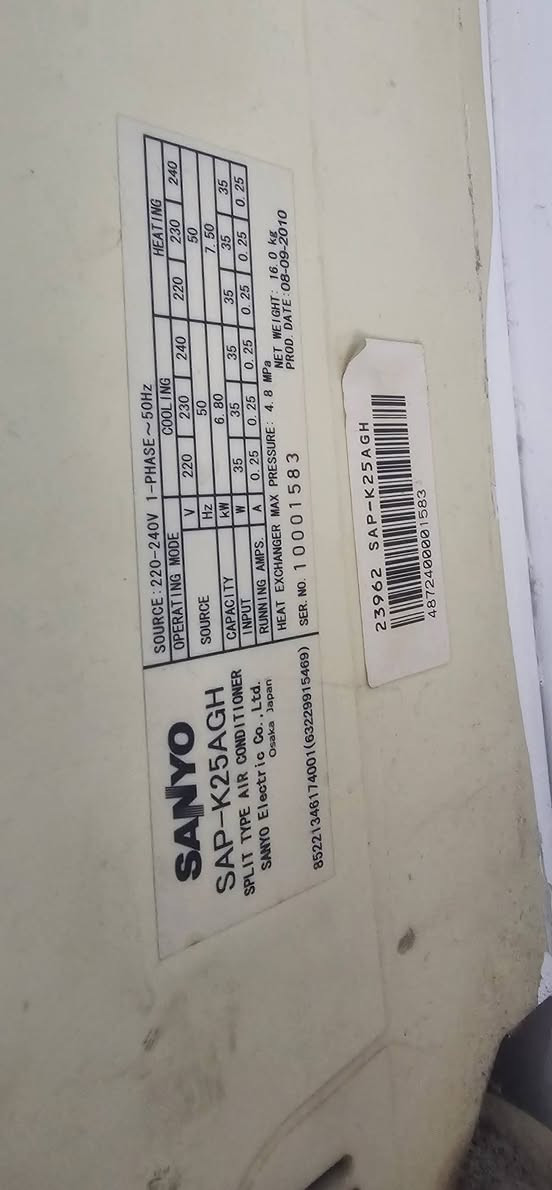 SANYO
SAP-K25AGH
SPLIT TYPE AIR CONDITIONER
SANYO Electric Co.,Ltd.
Osaka Japan
85221346174001(63229915469)
SOURCE:220-240V 1-PHASE~50Hz
OPERATING MODE COOLING HEATING
SOURCE V 220 230 240 220 230 240
Hz 50 50
CAPACITY kW 6.80 7.50
INPUT W 35 35 35 35 35 35
RUNNING AMPS. A 0.25 0.25 0.25 0.25 0.25 0.25
HEAT EXCHANGER MAX PRESSURE: 4.8 MPa
NET WEIGHT: 16.0 kg
SER. NO. 10001583
PROD. DATE:08-09-2010
23962 SAP-K25AGH
4872400001583